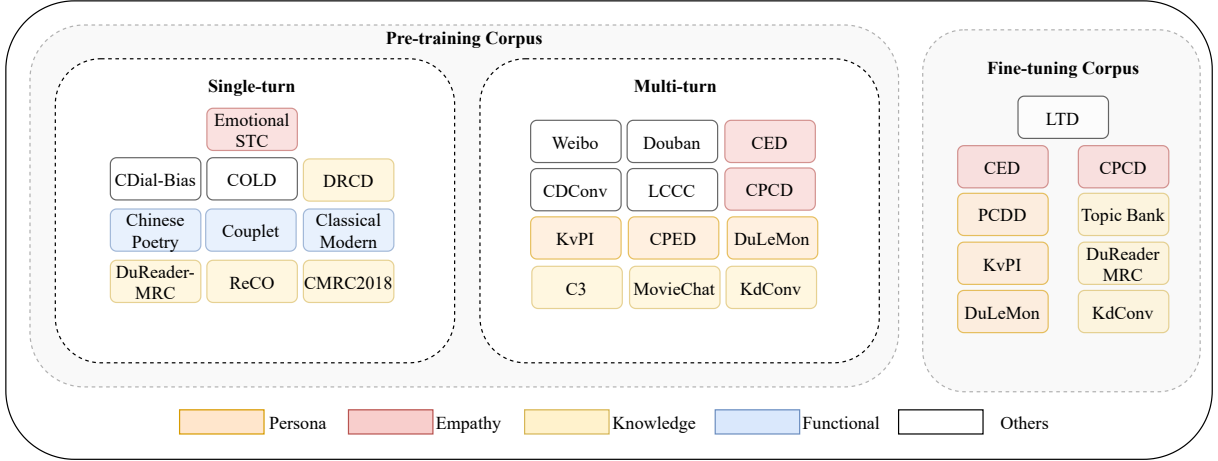 Pre-training Corpus
Single-turn
Emotional
STC
CDial-Bias
COLD
DRCD
Chinese
Poetry
Couplet
Classical
Modern
DuReader-
MRC
ReCO
CMRC2018
Multi-turn
Weibo
Douban
CED
CDConv
LCCC
CPCD
KvPI
CPED
DuLeMon
C3
MovieChat
KdConv
Fine-tuning Corpus
LTD
CED
CPCD
PCDD
Topic Bank
KvPI
DuReader
MRC
DuLeMon
KdConv
Persona
Empathy
Knowledge
Functional
Others